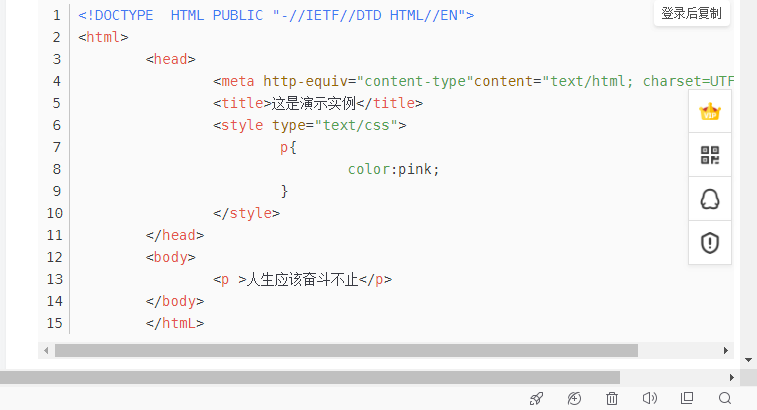 登录后复制
1 <!DOCTYPE  HTML PUBLIC "-//IETF//DTD HTML//EN">
2 <html>
3 <head>
4 <meta http-equiv="content-type"content="text/html; charset=UTF
5 <title>这是演示实例</title>
6 <style type="text/css">
7 p{
8 color:pink;
9 }
10 </style>
11 </head>
12 <body>
13 <p >人生应该奋斗不止</p>
14 </body>
15 </htmL>
VIP